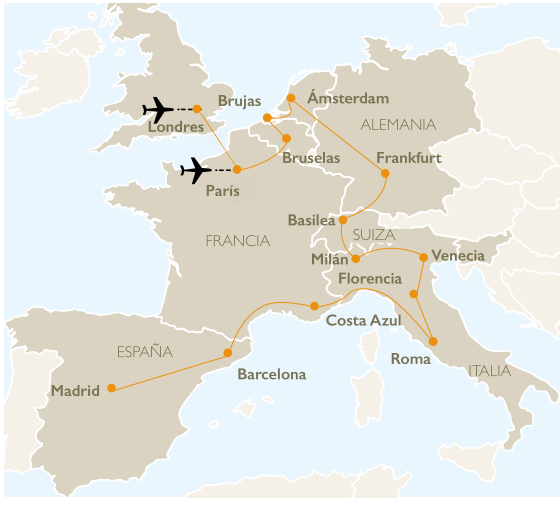 Brujas
Ámsterdam
Londres
ALEMANIA
Bruselas
Frankfurt
París
Basilea
SUIZA
FRANCIA
Milán
Venecia
Florencia
Costa Azul
ESPAÑA
Roma
Barcelona
ITALIA
Madrid